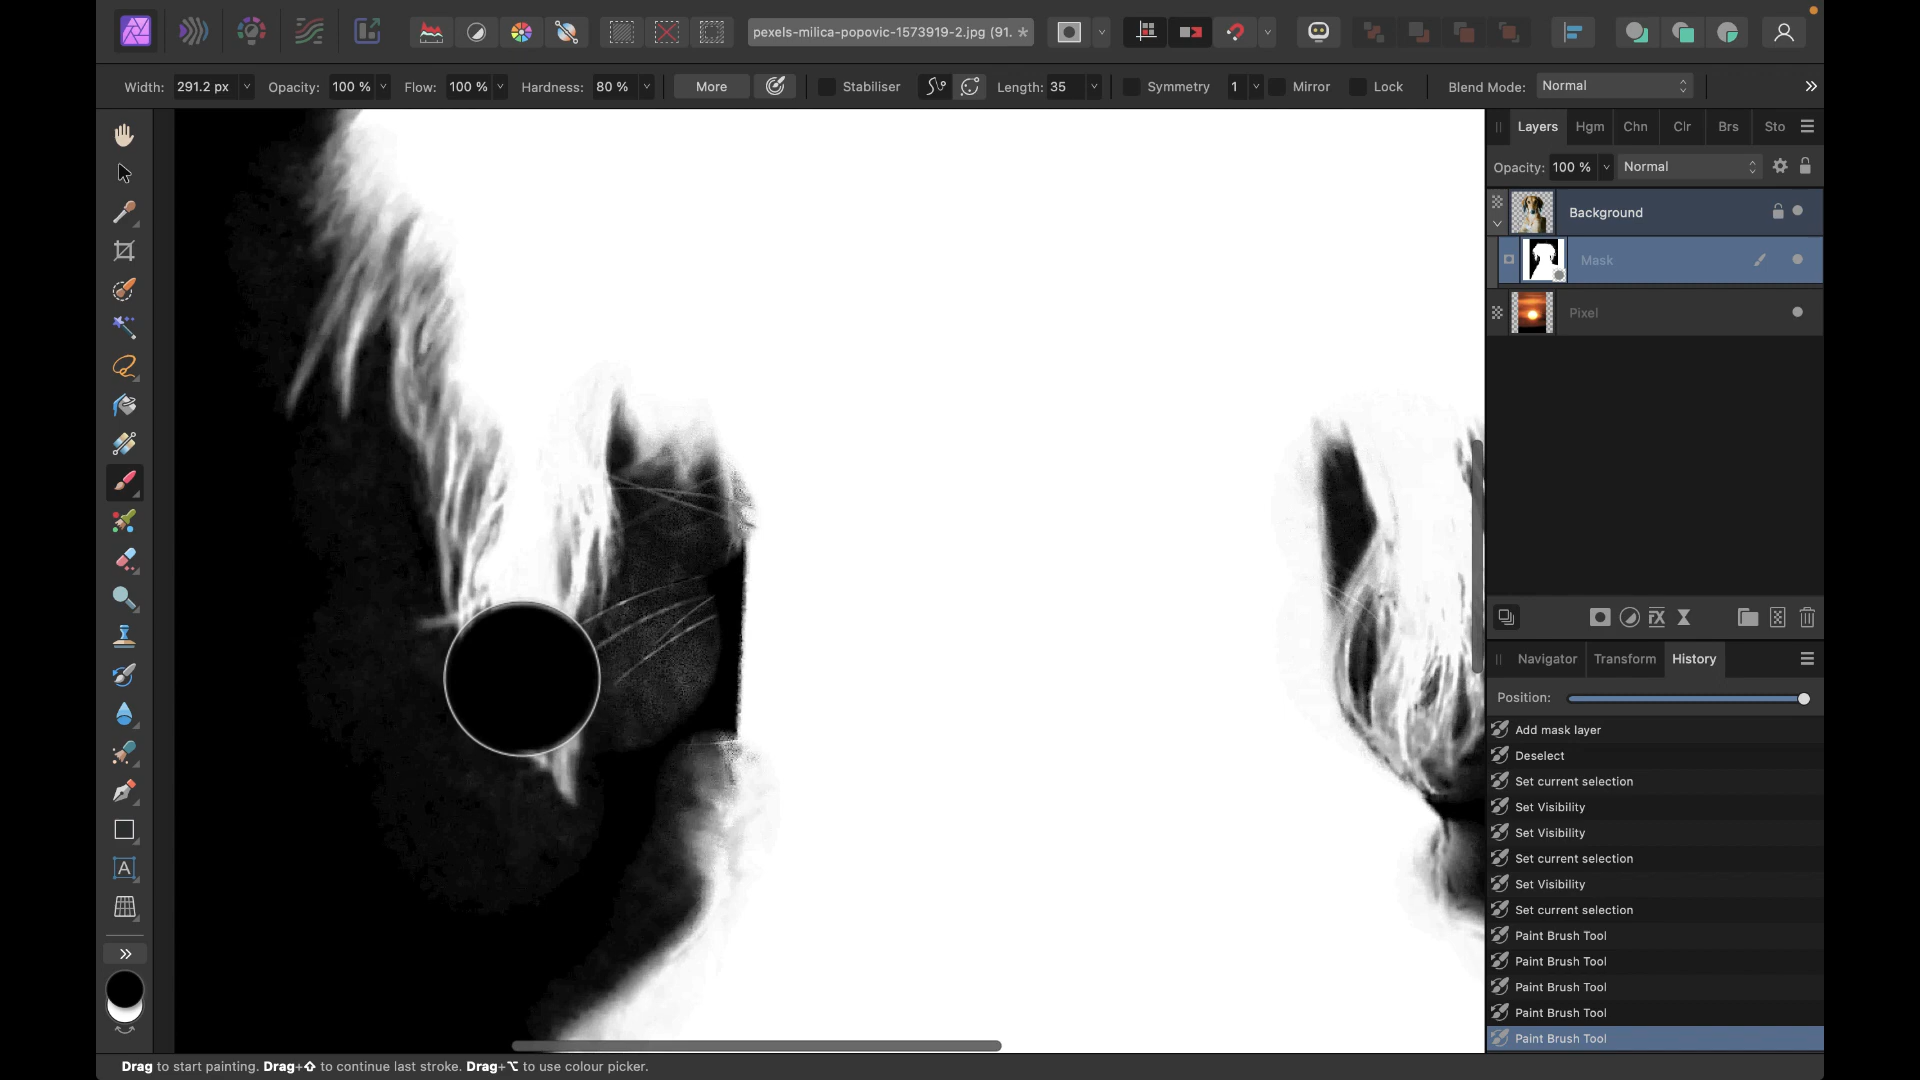 pexels-milica-popovic-1573919-2.jpg (91. *
Width: 291.2 px Opacity: 100 % Flow: 100 % Hardness: 80 % More Stabiliser Length: 35 Symmetry 1 Mirror Lock Blend Mode: Normal
Layers Hgm Chn Clr Brs Sto
Opacity: 100 % Normal
Background
Mask
Pixel
Navigator Transform History
Position:
Add mask layer
Deselect
Set current selection
Set Visibility
Set Visibility
Set current selection
Set Visibility
Set current selection
Paint Brush Tool
Paint Brush Tool
Paint Brush Tool
Paint Brush Tool
Paint Brush Tool
Drag to start painting. Drag+⇧ to continue last stroke. Drag+⌥ to use colour picker.